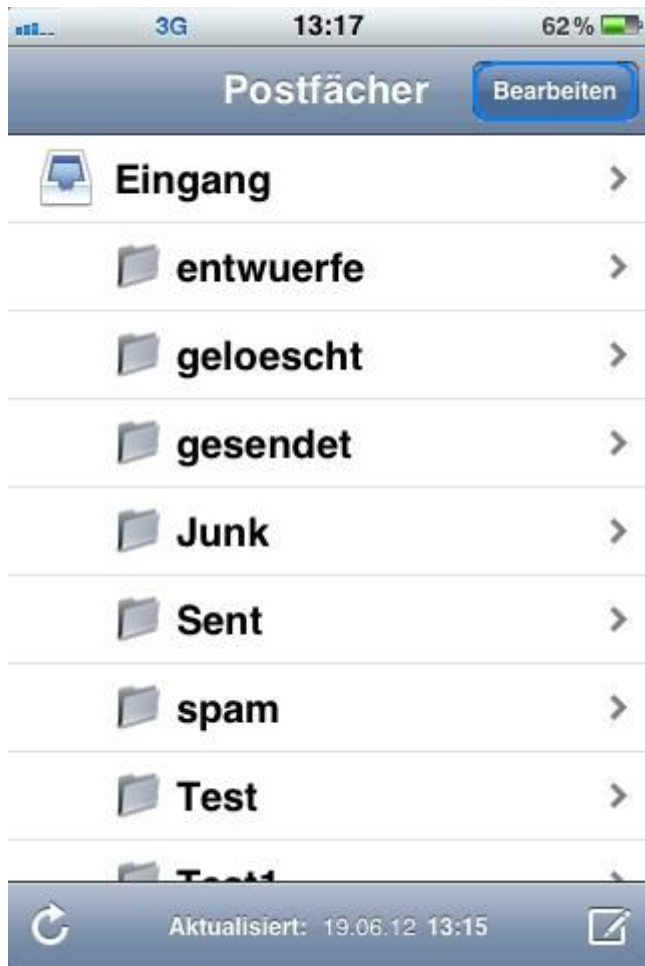 3G 13:17 62 %
Postfächer Bearbeiten
Eingang
entwuerfe
geloescht
gesendet
Junk
Sent
spam
Test
Test1
Aktualisiert: 19.06.12 13:15